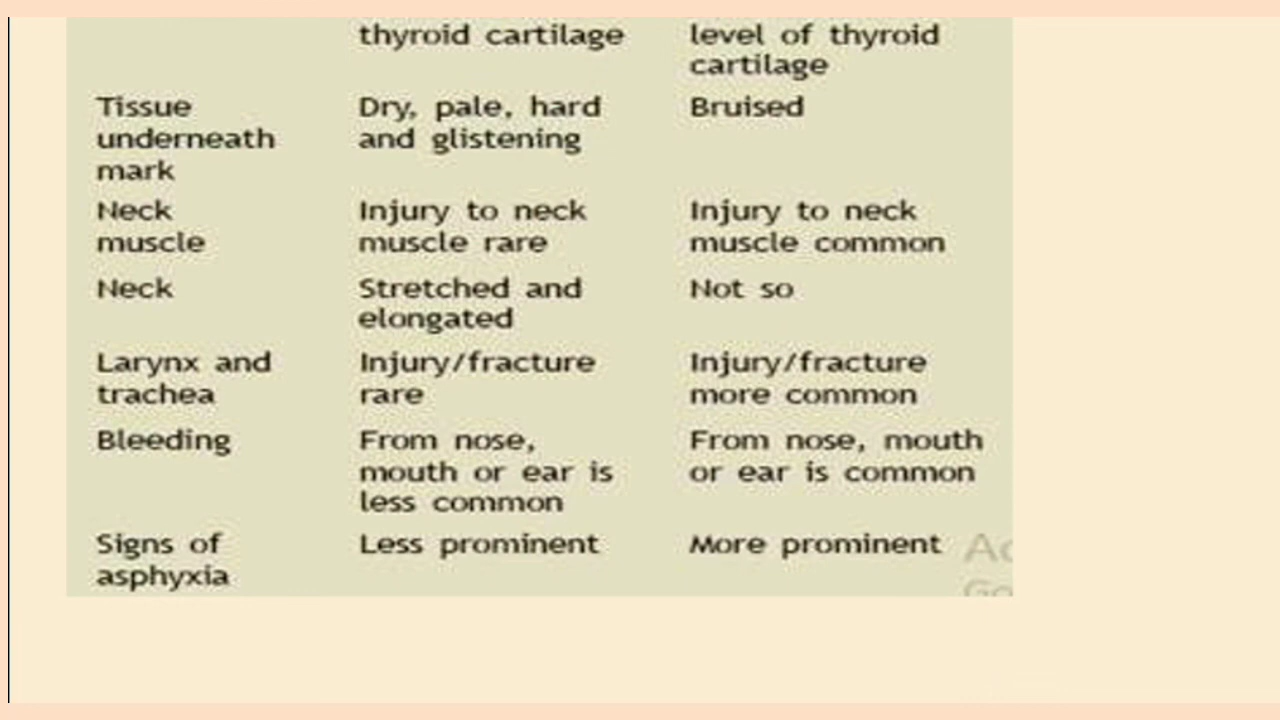 thyroid cartilage
level of thyroid
cartilage
Tissue
underneath
mark
Dry, pale, hard
and glistening
Bruised
Neck
muscle
Injury to neck
muscle rare
Injury to neck
muscle common
Neck
Stretched and
elongated
Not so
Larynx and
trachea
Injury/fracture
rare
Injury/fracture
more common
Bleeding
From nose,
mouth or ear is
less common
From nose, mouth
or ear is common
Signs of
asphyxia
Less prominent
More prominent